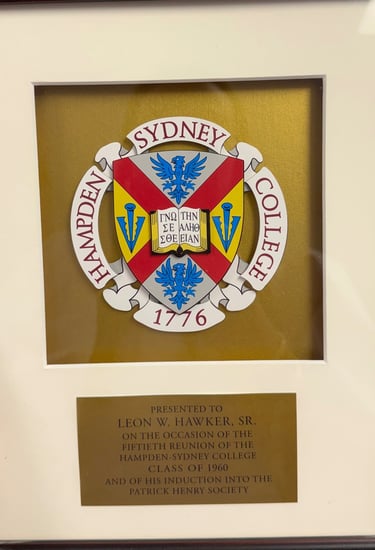 HAMPDEN SYDNEY COLLEGE
ΓΝΩ ΤΗΝ
ΣΕ ΑΛΗΘ
ΣΘΕ ΕΙΑΝ
1776
PRESENTED TO
LEON W. HAWKER, SR.
ON THE OCCASION OF THE
FIFTIETH REUNION OF THE
HAMPDEN-SYDNEY COLLEGE
CLASS OF 1960
AND OF HIS INDUCTION INTO THE
PATRICK HENRY SOCIETY